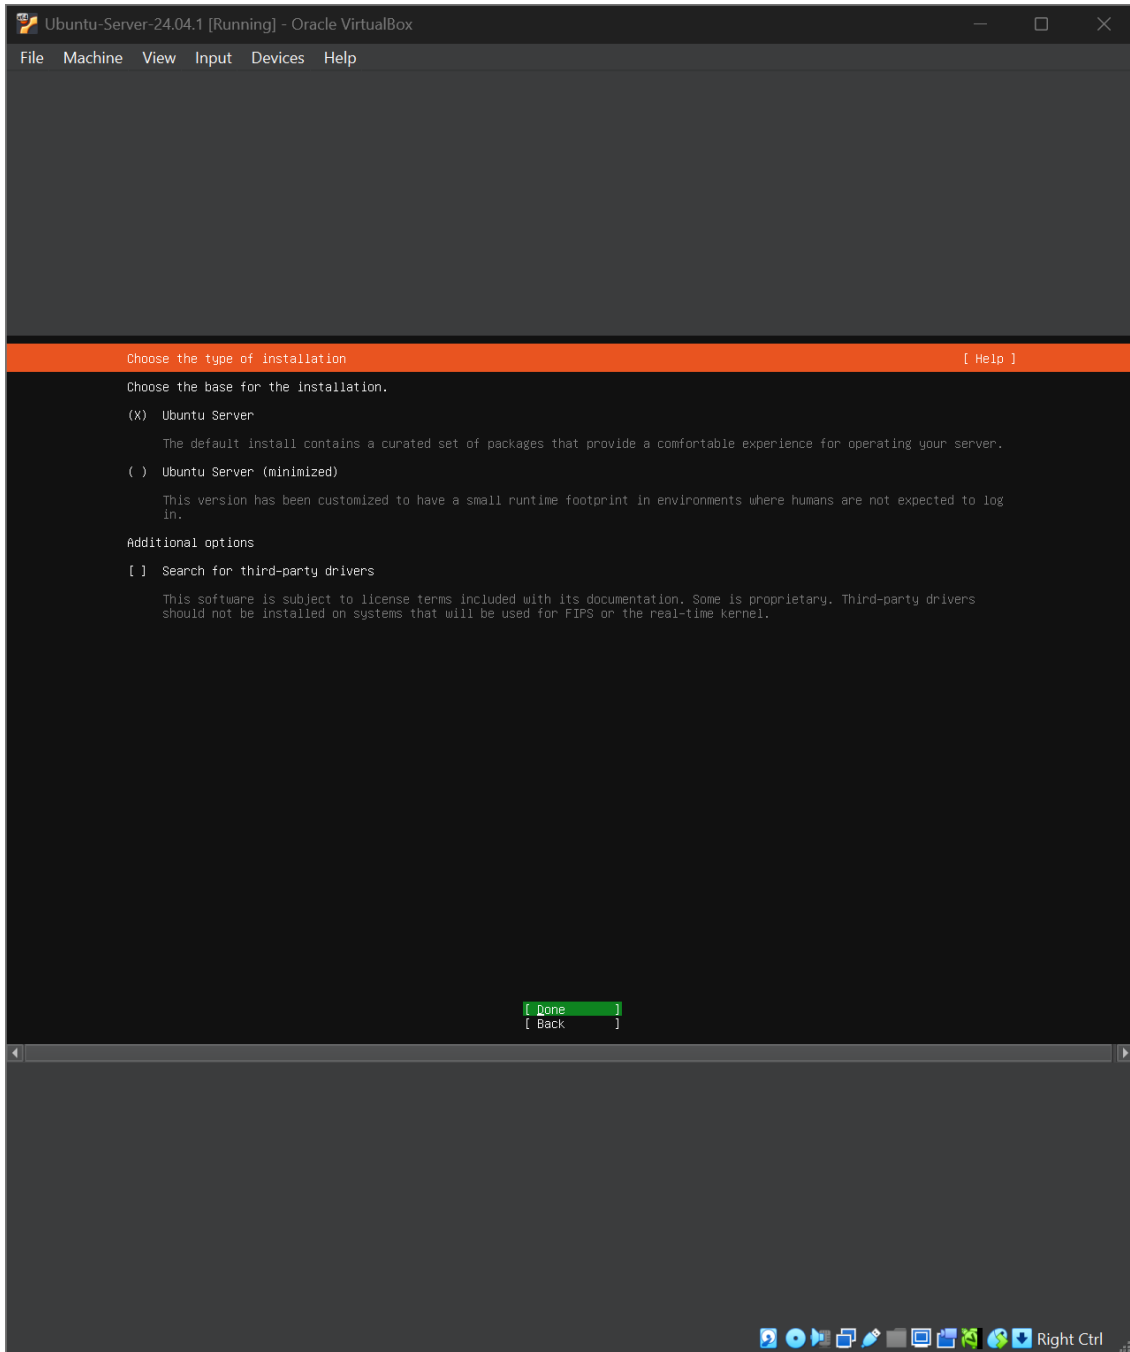 Ubuntu-Server-24.04.1 [Running] - Oracle VirtualBox
File Machine View Input Devices Help
Choose the type of installation [ Help ]
Choose the base for the installation.
(X) Ubuntu Server
The default install contains a curated set of packages that provide a comfortable experience for operating your server.
( ) Ubuntu Server (minimized)
This version has been customized to have a small runtime footprint in environments where humans are not expected to log
in.
Additional options
[ ] Search for third-party drivers
This software is subject to license terms included with its documentation. Some is proprietary. Third-party drivers
should not be installed on systems that will be used for FIPS or the real-time kernel.
[ Done ]
[ Back ]
Right Ctrl